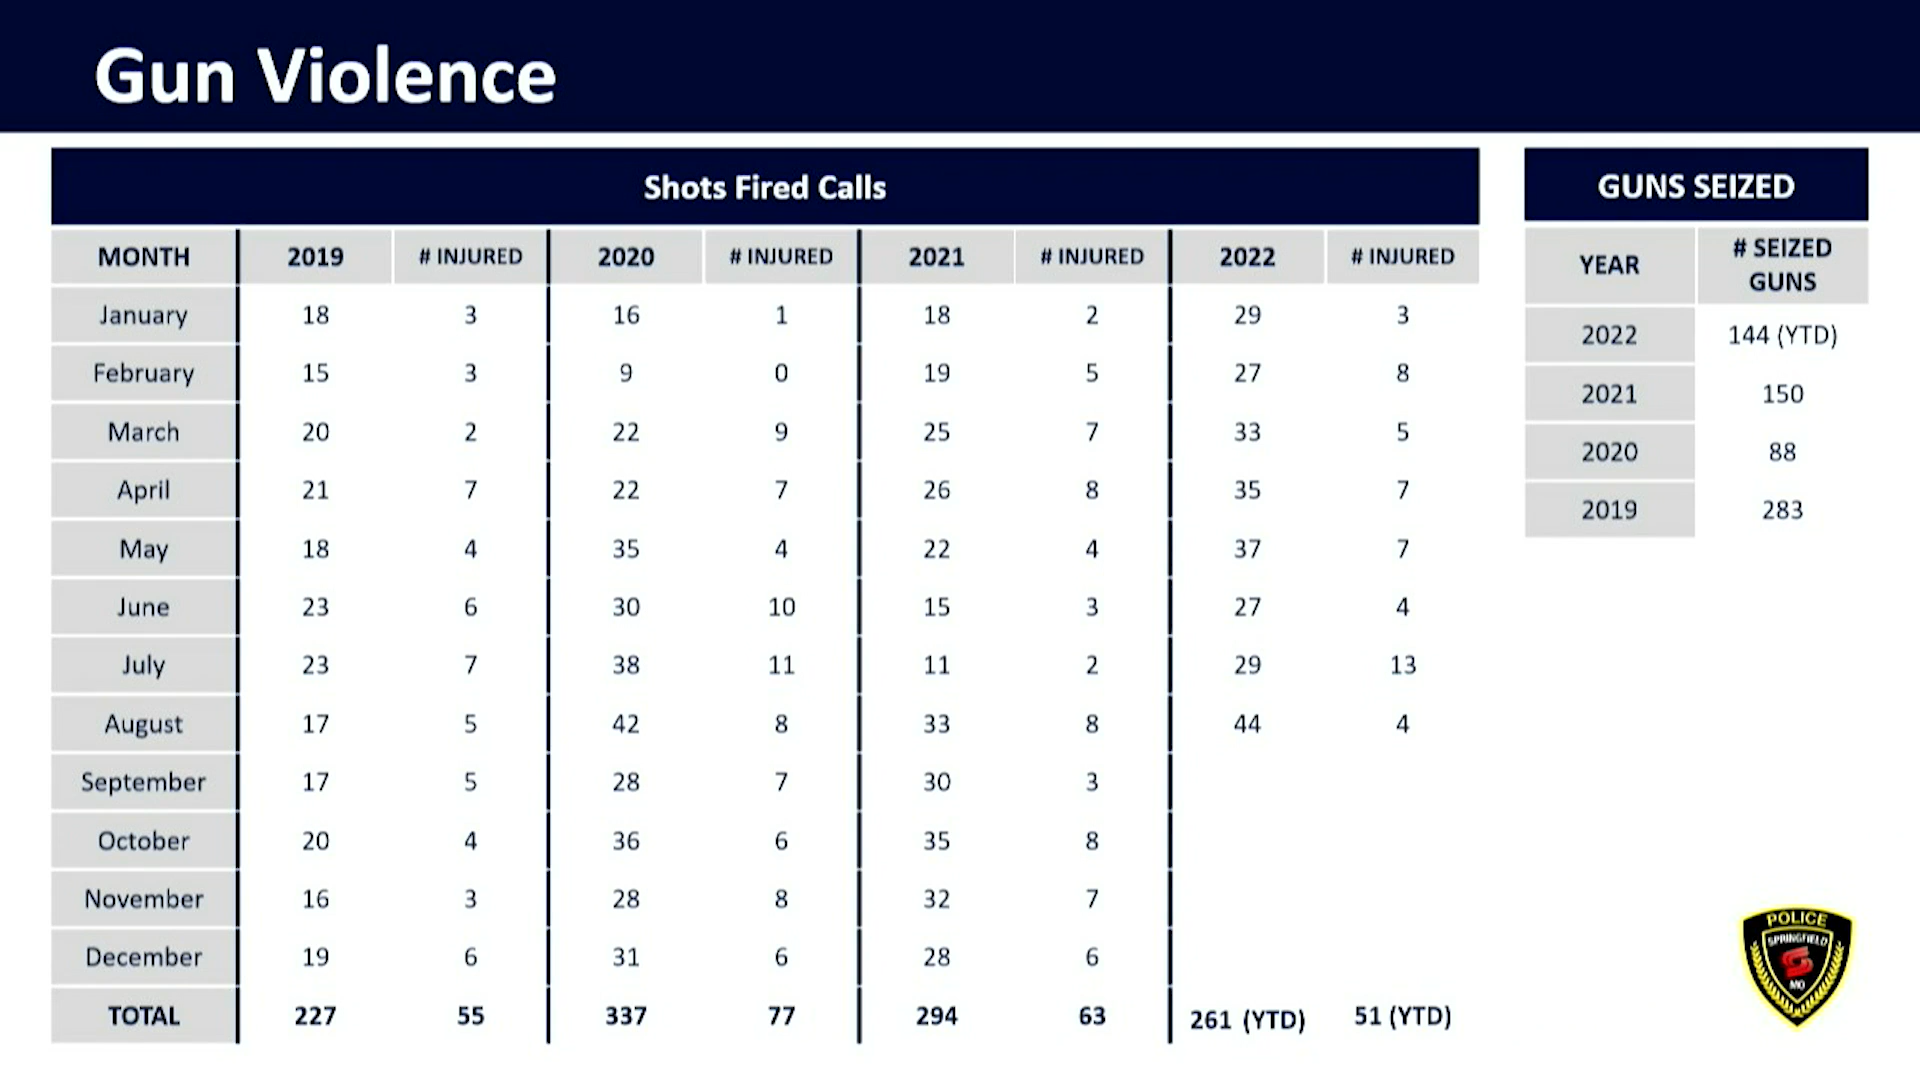 Gun Violence
Shots Fired Calls
MONTH 2019 # INJURED 2020 # INJURED 2021 # INJURED 2022 # INJURED
January 18 3 16 1 18 2 29 3
February 15 3 9 0 19 5 27 8
March 20 2 22 9 25 7 33 5
April 21 7 22 7 26 8 35 7
May 18 4 35 4 22 4 37 7
June 23 6 30 10 15 3 27 4
July 23 7 38 11 11 2 29 13
August 17 5 42 8 33 8 44 4
September 17 5 28 7 30 3
October 20 4 36 6 35 8
November 16 3 28 8 32 7
December 19 6 31 6 28 6
TOTAL 227 55 337 77 294 63 261 (YTD) 51 (YTD)
GUNS SEIZED
YEAR # SEIZED
GUNS
2022 144 (YTD)
2021 150
2020 88
2019 283
POLICE
SPRINGFIELD
MO